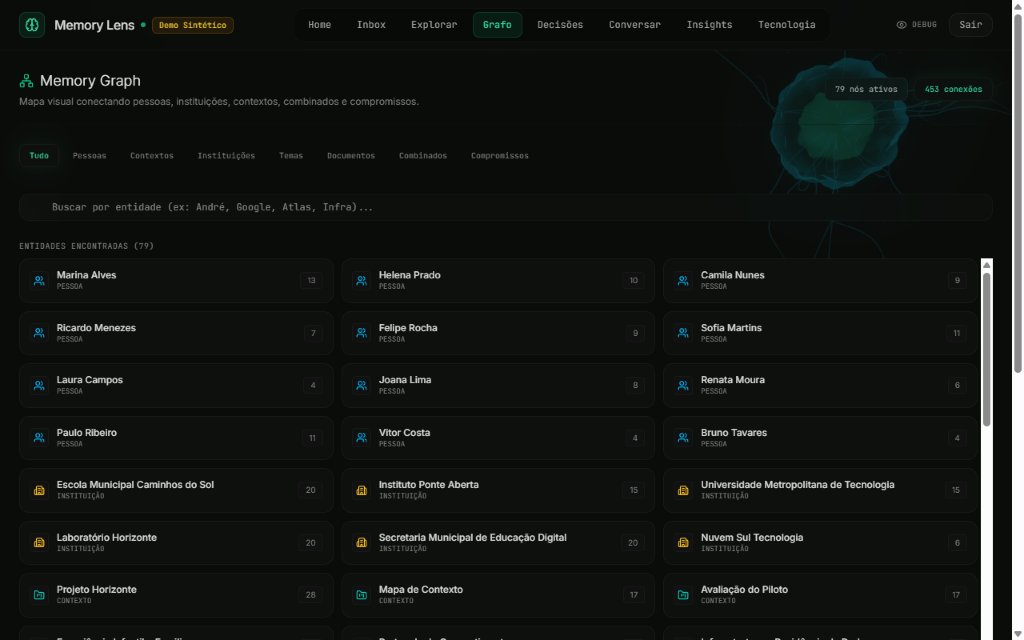 Memory Lens
Demo Sintético
Home
Inbox
Explorar
Grafo
Decisões
Conversar
Insights
Tecnologia
DEBUG
Sair
Memory Graph
Mapa visual conectando pessoas, instituições, contextos, combinados e compromissos.
79 nós ativos
453 conexões
Tudo
Pessoas
Contextos
Instituições
Temas
Documentos
Combinados
Compromissos
Buscar por entidade (ex: André, Google, Atlas, Infra)...
ENTIDADES ENCONTRADAS (79)
Marina Alves
PESSOA
13
Helena Prado
PESSOA
10
Camila Nunes
PESSOA
9
Ricardo Menezes
PESSOA
7
Felipe Rocha
PESSOA
9
Sofia Martins
PESSOA
11
Laura Campos
PESSOA
4
Joana Lima
PESSOA
8
Renata Moura
PESSOA
6
Paulo Ribeiro
PESSOA
11
Vitor Costa
PESSOA
4
Bruno Tavares
PESSOA
4
Escola Municipal Caminhos do Sol
INSTITUIÇÃO
20
Instituto Ponte Aberta
INSTITUIÇÃO
15
Universidade Metropolitana de Tecnologia
INSTITUIÇÃO
15
Laboratório Horizonte
INSTITUIÇÃO
20
Secretaria Municipal de Educação Digital
INSTITUIÇÃO
20
Nuvem Sul Tecnologia
INSTITUIÇÃO
6
Projeto Horizonte
CONTEXTO
28
Mapa de Contexto
CONTEXTO
17
Avaliação do Piloto
CONTEXTO
17